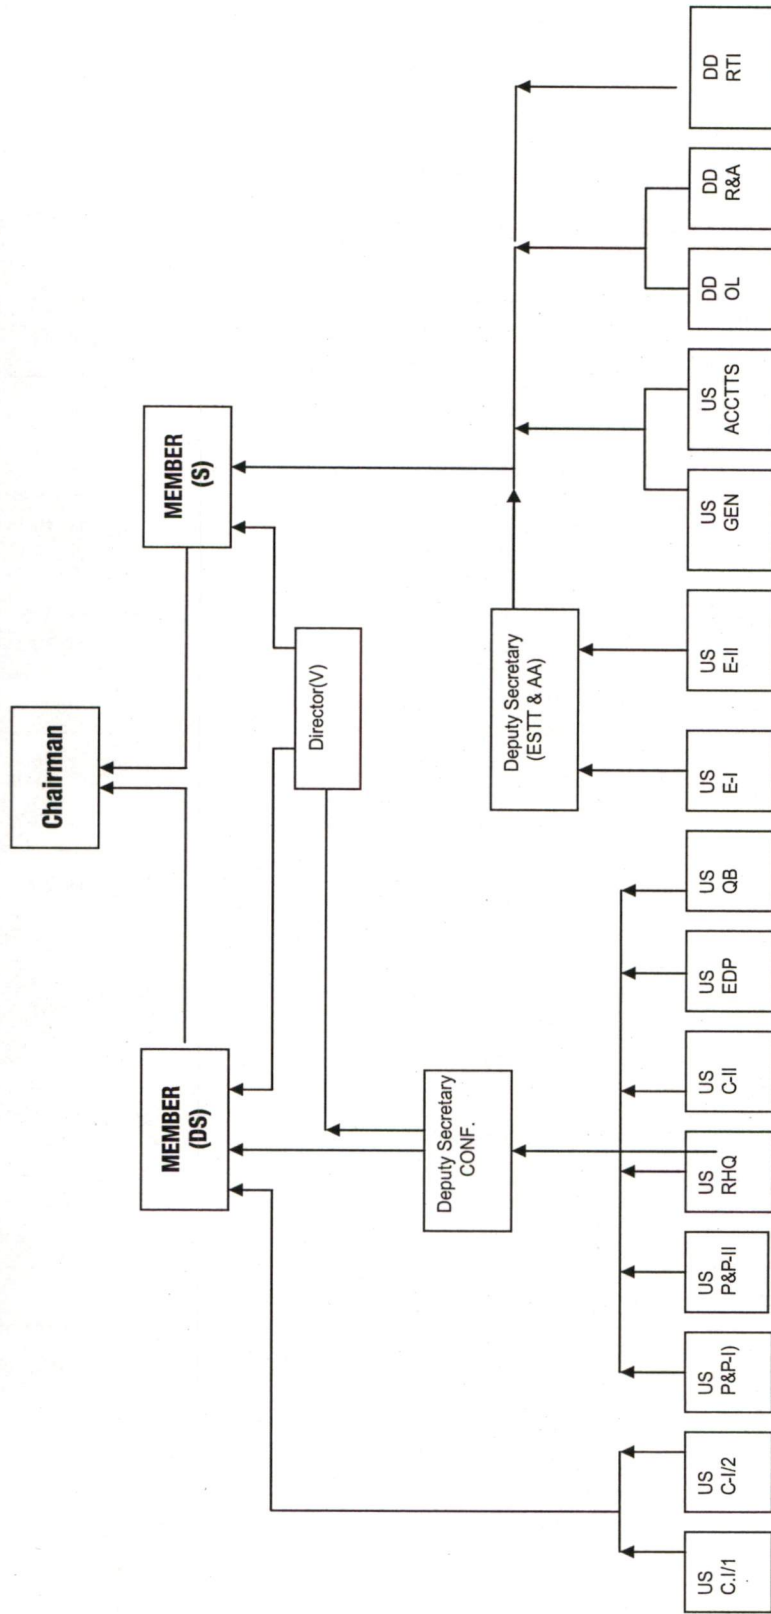 Chairman
MEMBER
(DS)
MEMBER
(S)
Director(V)
Deputy Secretary
CONF.
Deputy Secretary
(ESTT & AA)
US
C.I/1
US
C-I/2
US
P&P-I)
US
P&P-II
US
RHQ
US
C-II
US
EDP
US
QB
US
E-I
US
E-II
US
GEN
US
ACCTTS
DD
OL
DD
R&A
DD
RTI